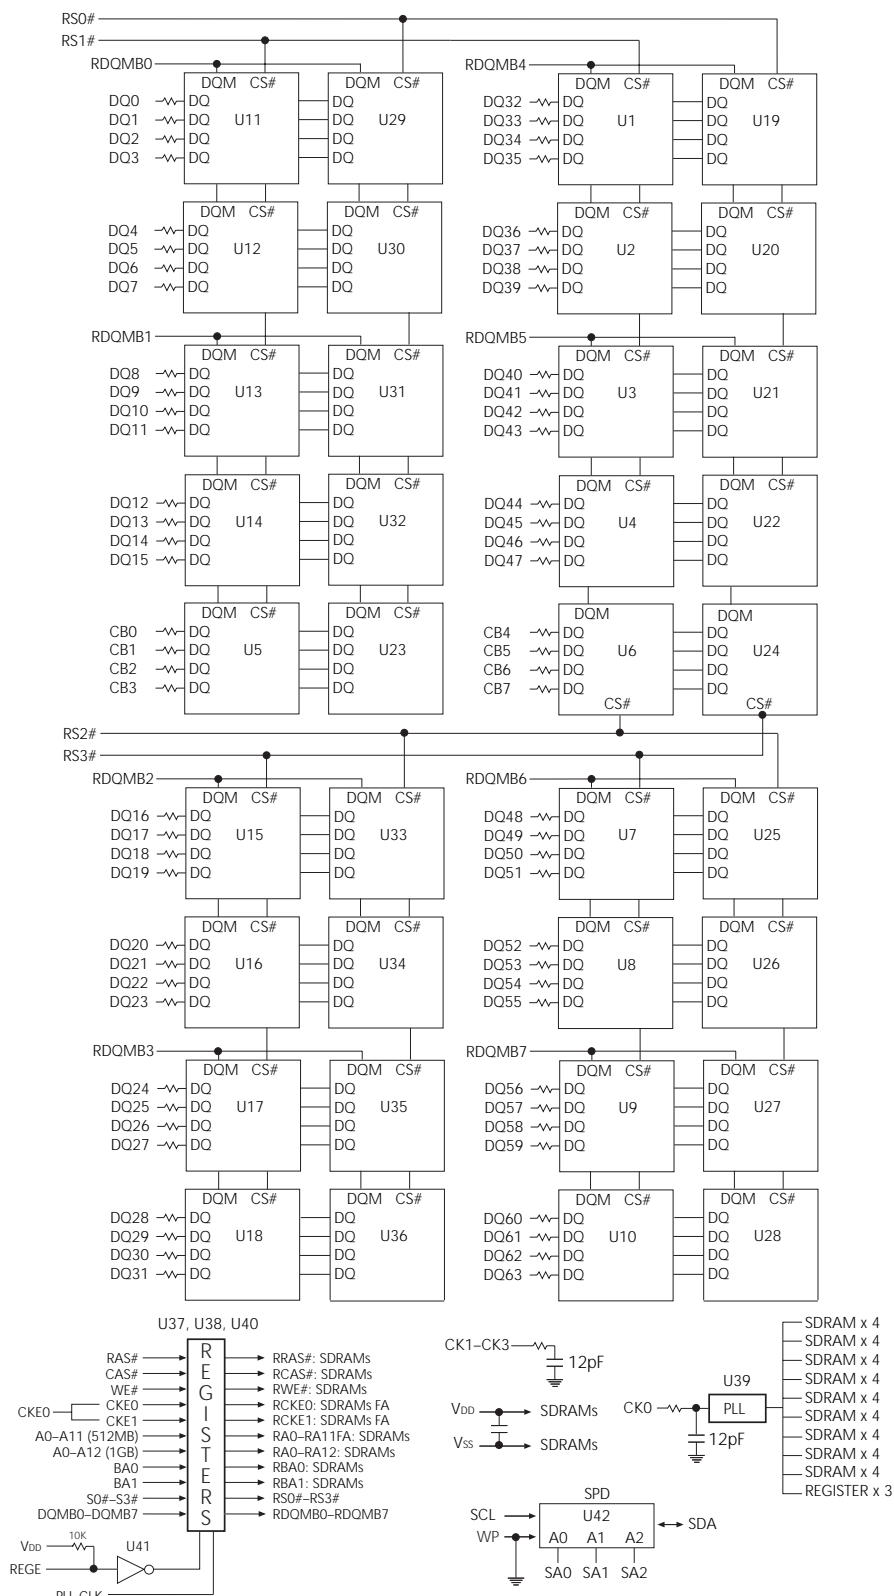 RS0#
RS1#
RDQMB0 RDQMB4
DQM CS# DQM CS#
DQ0 DQ DQ DQ32 DQ DQ
DQ1 DQ U11 DQ U29 DQ33 DQ U1 DQ U19
DQ2 DQ DQ DQ34 DQ DQ
DQ3 DQ DQ DQ35 DQ DQ
DQM CS# DQM CS# DQM CS# DQM CS#
DQ4 DQ DQ DQ36 DQ DQ
DQ5 DQ U12 DQ U30 DQ37 DQ U2 DQ U20
DQ6 DQ DQ DQ38 DQ DQ
DQ7 DQ DQ DQ39 DQ DQ
RDQMB1 RDQMB5
DQM CS# DQM CS# DQM CS# DQM CS#
DQ8 DQ DQ DQ40 DQ DQ
DQ9 DQ U13 DQ U31 DQ41 DQ U3 DQ U21
DQ10 DQ DQ DQ42 DQ DQ
DQ11 DQ DQ DQ43 DQ DQ
DQM CS# DQM CS# DQM CS# DQM CS#
DQ12 DQ DQ DQ44 DQ DQ
DQ13 DQ U14 DQ U32 DQ45 DQ U4 DQ U22
DQ14 DQ DQ DQ46 DQ DQ
DQ15 DQ DQ DQ47 DQ DQ
DQM CS# DQM CS# DQM DQM
CB0 DQ DQ CB4 DQ DQ
CB1 DQ U5 DQ U23 CB5 DQ U6 DQ U24
CB2 DQ DQ CB6 DQ DQ
CB3 DQ DQ CB7 DQ DQ
CS# CS#
RS2#
RS3#
RDQMB2 RDQMB6
DQM CS# DQM CS# DQM CS# DQM CS#
DQ16 DQ DQ DQ48 DQ DQ
DQ17 DQ U15 DQ U33 DQ49 DQ U7 DQ U25
DQ18 DQ DQ DQ50 DQ DQ
DQ19 DQ DQ DQ51 DQ DQ
DQM CS# DQM CS# DQM CS# DQM CS#
DQ20 DQ DQ DQ52 DQ DQ
DQ21 DQ U16 DQ U34 DQ53 DQ U8 DQ U26
DQ22 DQ DQ DQ54 DQ DQ
DQ23 DQ DQ DQ55 DQ DQ
RDQMB3 RDQMB7
DQM CS# DQM CS# DQM CS# DQM CS#
DQ24 DQ DQ DQ56 DQ DQ
DQ25 DQ U17 DQ U35 DQ57 DQ U9 DQ U27
DQ26 DQ DQ DQ58 DQ DQ
DQ27 DQ DQ DQ59 DQ DQ
DQM CS# DQM CS# DQM CS# DQM CS#
DQ28 DQ DQ DQ60 DQ DQ
DQ29 DQ U18 DQ U36 DQ61 DQ U10 DQ U28
DQ30 DQ DQ DQ62 DQ DQ
DQ31 DQ DQ DQ63 DQ DQ
U37, U38, U40
REGISTERS
RAS# RRAS#: SDRAMs
CAS# RCAS#: SDRAMs
WE# RWE#: SDRAMs
CKE0 CKE0 RCKE0: SDRAMs FA
CKE1 RCKE1: SDRAMs FA
A0–A11 (512MB) RA0–RA11FA: SDRAMs
A0–A12 (1GB) RA0–RA12: SDRAMs
BA0 RBA0: SDRAMs
BA1 RBA1: SDRAMs
S0#–S3# RS0#–RS3#
DQMB0–DQMB7 RDQMB0–RDQMB7
VDD 10K U41
REGE
PLL CLK
CK1–CK3 12pF
VDD SDRAMs
VSS SDRAMs
CK0 U39 PLL
12pF
SDRAM x 4
SDRAM x 4
SDRAM x 4
SDRAM x 4
SDRAM x 4
SDRAM x 4
SDRAM x 4
SDRAM x 4
SDRAM x 4
REGISTER x 3
SPD
SCL U42 SDA
WP A0 A1 A2
SA0 SA1 SA2